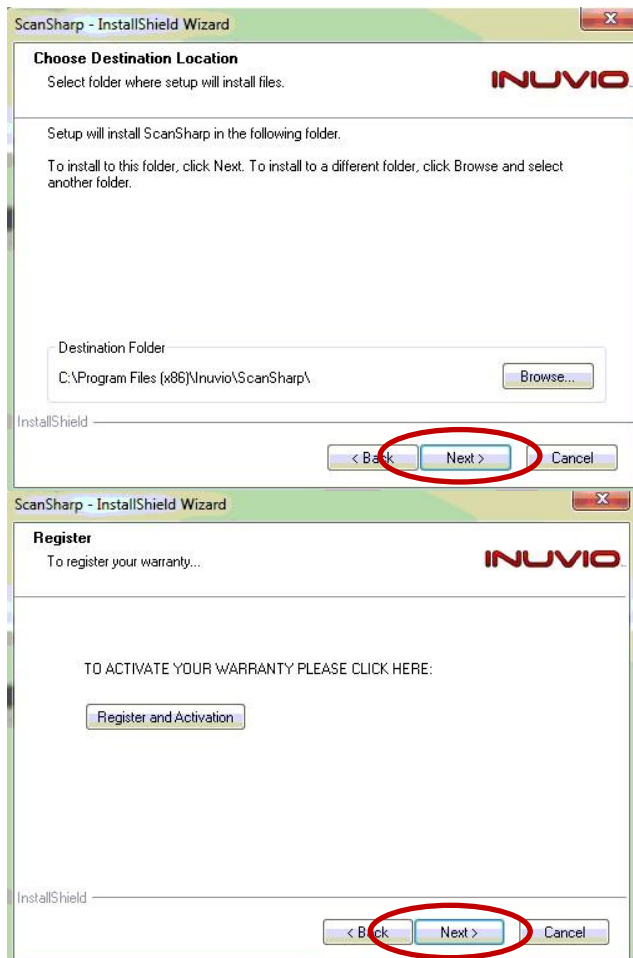 ScanSharp - InstallShield Wizard
Choose Destination Location
Select folder where setup will install files.
INUVIO
Setup will install ScanSharp in the following folder.
To install to this folder, click Next. To install to a different folder, click Browse and select
another folder.
Destination Folder
C:\Program Files (x86)\Inuvio\ScanSharp\
Browse...
InstallShield
< Back
Next >
Cancel
ScanSharp - InstallShield Wizard
Register
To register your warranty...
INUVIO
TO ACTIVATE YOUR WARRANTY PLEASE CLICK HERE:
Register and Activation
InstallShield
< Back
Next >
Cancel